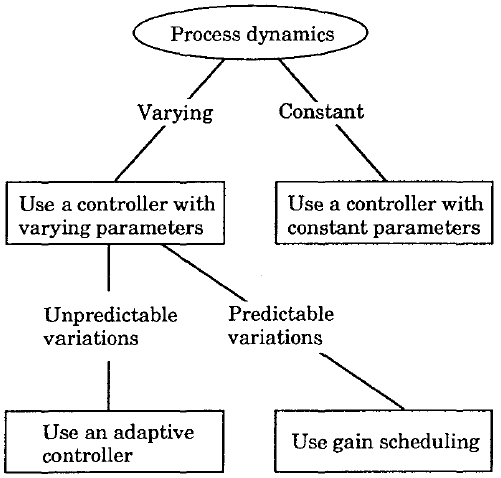 Process dynamics
Varying
Constant
Use a controller with
varying parameters
Use a controller with
constant parameters
Unpredictable
variations
Predictable
variations
Use an adaptive
controller
Use gain scheduling